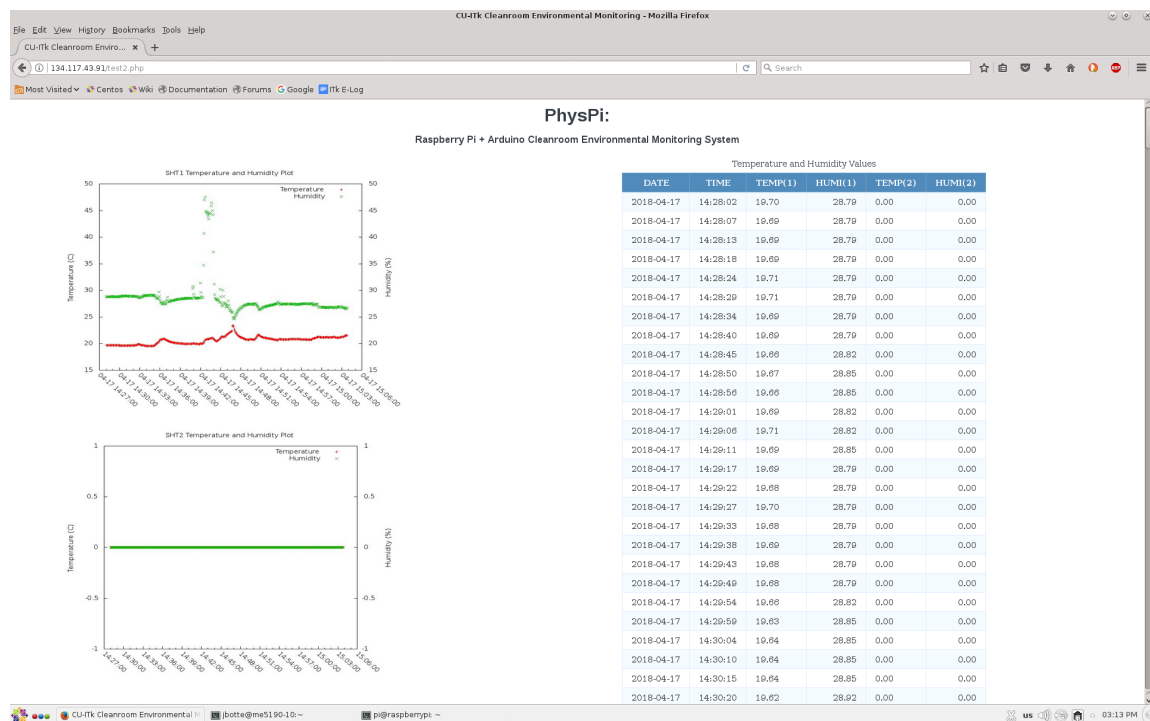 CU-ITk Cleanroom Environmental Monitoring - Mozilla Firefox
File Edit View History Bookmarks Tools Help
CU-ITk Cleanroom Enviro... × +
134.117.43.91/test2.php
Search
Most Visited Centos Wiki Documentation Forums Google ITk E-Log
PhysPi:
Raspberry Pi + Arduino Cleanroom Environmental Monitoring System
SHT1 Temperature and Humidity Plot
Temperature
Humidity
50
45
40
35
30
25
20
15
Temperature (C)
50
45
40
35
30
25
20
15
Humidity (%)
04-17 14:27:00
04-17 14:30:00
04-17 14:33:00
04-17 14:36:00
04-17 14:39:00
04-17 14:42:00
04-17 14:45:00
04-17 14:48:00
04-17 14:51:00
04-17 14:54:00
04-17 14:57:00
04-17 15:00:00
04-17 15:03:00
04-17 15:06:00
SHT2 Temperature and Humidity Plot
Temperature
Humidity
1
0.5
0
-0.5
-1
Temperature (C)
1
0.5
0
-0.5
-1
Humidity (%)
14:27:00
14:30:00
14:33:00
14:36:00
14:39:00
14:42:00
14:45:00
14:48:00
14:51:00
14:54:00
14:57:00
15:00:00
15:03:00
15:06:00
Temperature and Humidity Values
DATE TIME TEMP(1) HUMI(1) TEMP(2) HUMI(2)
2018-04-17 14:28:02 19.70 28.79 0.00 0.00
2018-04-17 14:28:07 19.69 28.79 0.00 0.00
2018-04-17 14:28:13 19.69 28.79 0.00 0.00
2018-04-17 14:28:18 19.69 28.79 0.00 0.00
2018-04-17 14:28:24 19.71 28.79 0.00 0.00
2018-04-17 14:28:29 19.71 28.79 0.00 0.00
2018-04-17 14:28:34 19.69 28.79 0.00 0.00
2018-04-17 14:28:40 19.69 28.79 0.00 0.00
2018-04-17 14:28:45 19.66 28.82 0.00 0.00
2018-04-17 14:28:50 19.67 28.85 0.00 0.00
2018-04-17 14:28:56 19.66 28.85 0.00 0.00
2018-04-17 14:29:01 19.69 28.82 0.00 0.00
2018-04-17 14:29:06 19.71 28.82 0.00 0.00
2018-04-17 14:29:11 19.69 28.85 0.00 0.00
2018-04-17 14:29:17 19.69 28.79 0.00 0.00
2018-04-17 14:29:22 19.68 28.79 0.00 0.00
2018-04-17 14:29:27 19.70 28.79 0.00 0.00
2018-04-17 14:29:33 19.68 28.79 0.00 0.00
2018-04-17 14:29:38 19.69 28.79 0.00 0.00
2018-04-17 14:29:43 19.68 28.79 0.00 0.00
2018-04-17 14:29:49 19.68 28.79 0.00 0.00
2018-04-17 14:29:54 19.66 28.82 0.00 0.00
2018-04-17 14:29:59 19.63 28.85 0.00 0.00
2018-04-17 14:30:04 19.64 28.85 0.00 0.00
2018-04-17 14:30:10 19.64 28.85 0.00 0.00
2018-04-17 14:30:15 19.64 28.85 0.00 0.00
2018-04-17 14:30:20 19.62 28.92 0.00 0.00
CU-ITk Cleanroom Environmental M jbotte@me5190-10:~ pi@raspberrypi: ~ us 03:13 PM